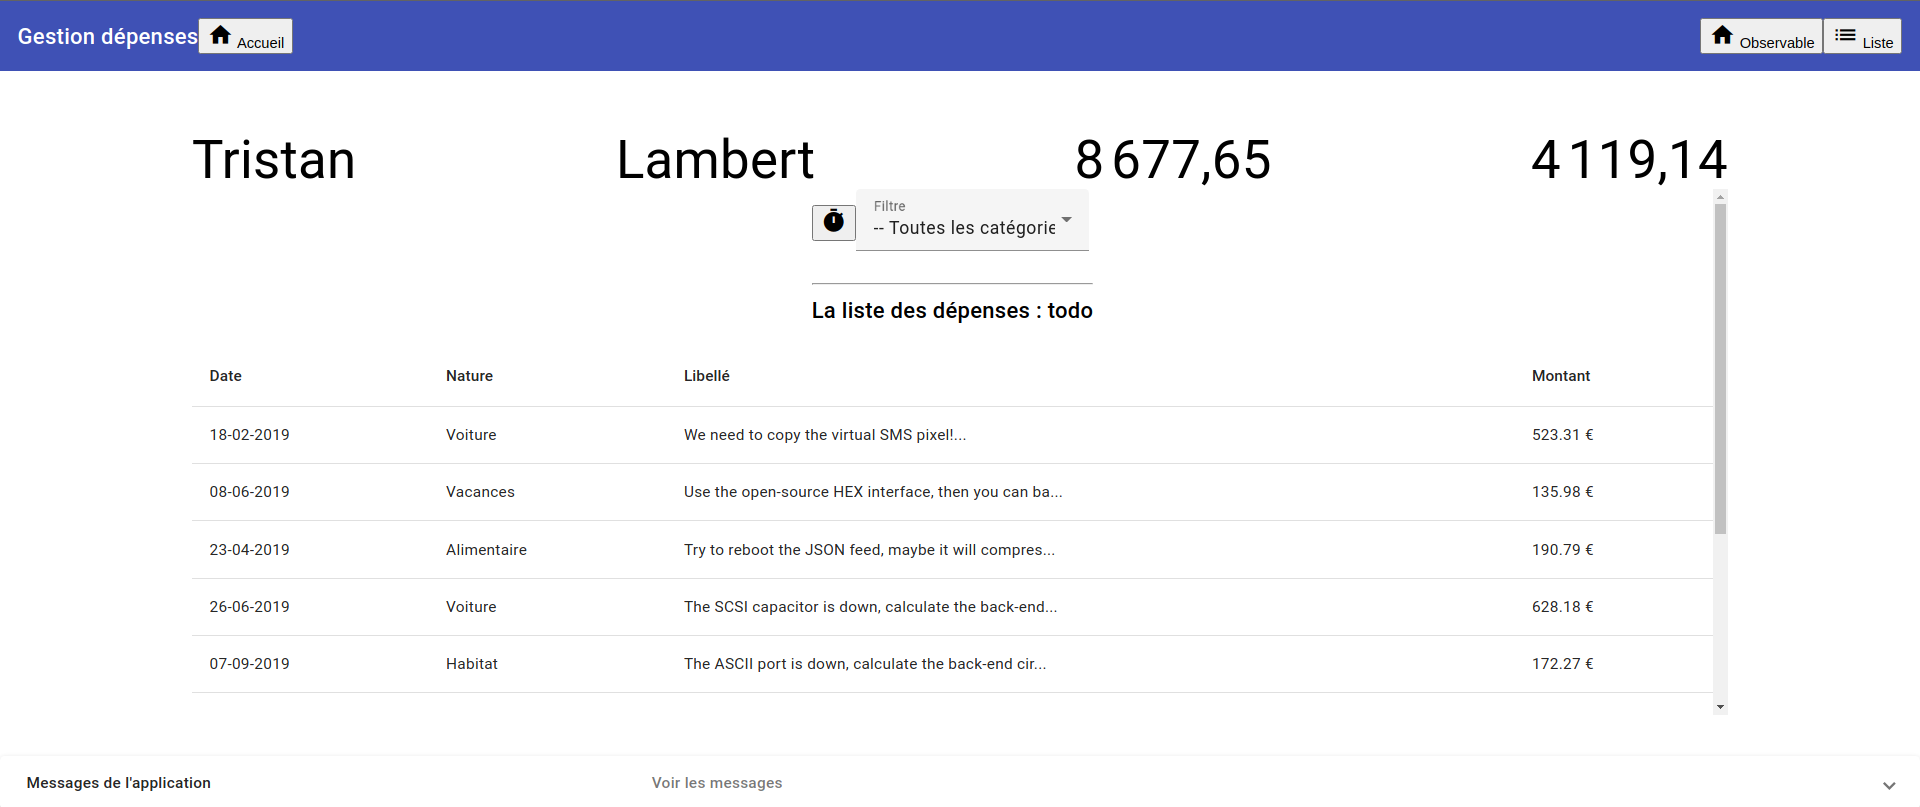 Gestion dépenses Accueil Observable Liste
Tristan Lambert 8 677,65 4 119,14
Filtre
-- Toutes les catégorie
La liste des dépenses : todo
Date Nature Libellé Montant
18-02-2019 Voiture We need to copy the virtual SMS pixel!... 523.31 €
08-06-2019 Vacances Use the open-source HEX interface, then you can ba... 135.98 €
23-04-2019 Alimentaire Try to reboot the JSON feed, maybe it will compres... 190.79 €
26-06-2019 Voiture The SCSI capacitor is down, calculate the back-end... 628.18 €
07-09-2019 Habitat The ASCII port is down, calculate the back-end cir... 172.27 €
Messages de l'application Voir les messages